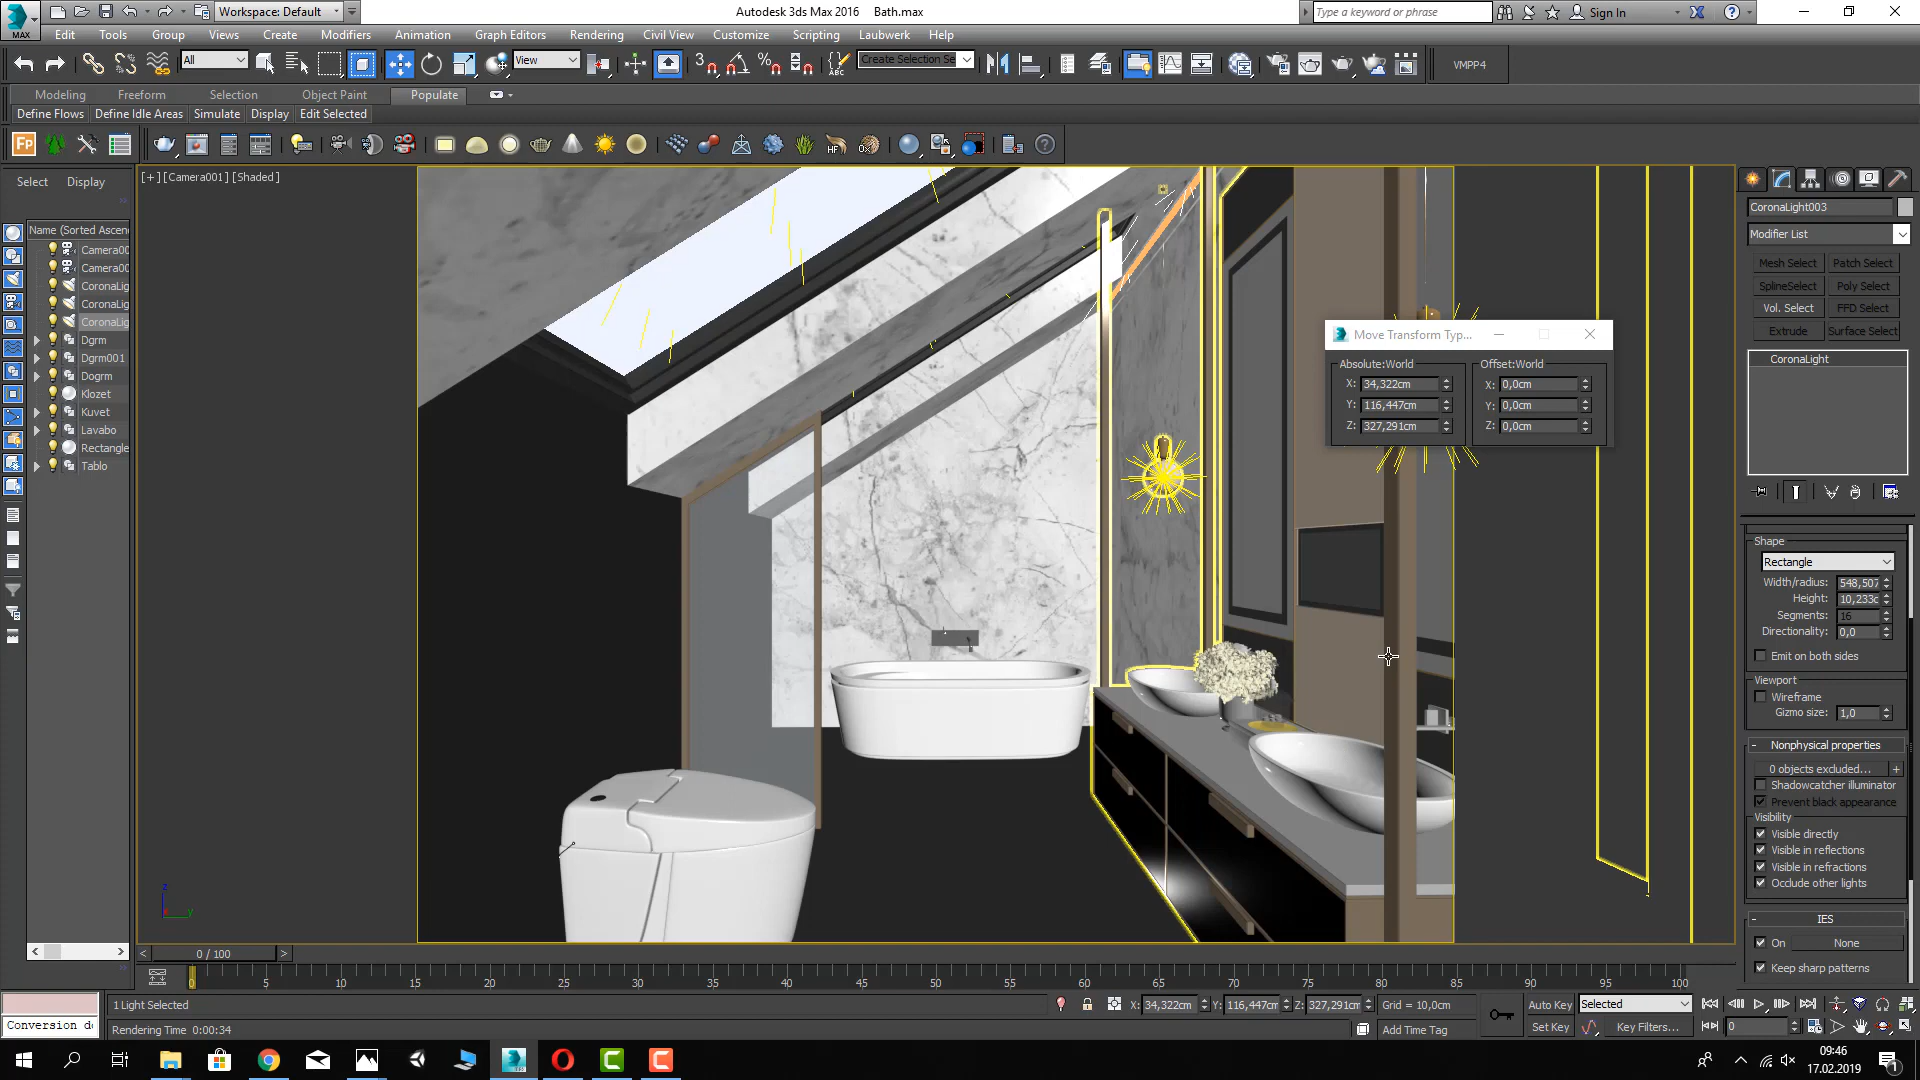 Workspace: Default
Autodesk 3ds Max 2016 Bath.max
Type a keyword or phrase
Sign In
MAX
Edit Tools Group Views Create Modifiers Animation Graph Editors Rendering Civil View Customize Scripting Laubwerk Help
All
View
3
ABC
Create Selection Se
VMPP4
Modeling Freeform Selection Object Paint Populate
Define Flows Define Idle Areas Simulate Display Edit Selected
Fp
HF
[+] [Camera001] [Shaded]
Select Display
Name (Sorted Ascen
Camera00
Camera00
CoronaLig
CoronaLig
CoronaLig
Dgrm
Dgrm001
Dogrm
Klozet
Kuvet
Lavabo
Rectangle
Tablo
Move Transform Typ...
Absolute:World
X: 34,322cm
Y: 116,447cm
Z: 327,291cm
Offset:World
X: 0,0cm
Y: 0,0cm
Z: 0,0cm
CoronaLight003
Modifier List
Mesh Select Patch Select
SplineSelect Poly Select
Vol. Select FFD Select
Extrude Surface Select
CoronaLight
Shape
Rectangle
Width/radius: 548,507
Height: 10,233c
Segments: 16
Directionality: 0,0
Emit on both sides
Viewport
Wireframe
Gizmo size: 1,0
Nonphysical properties
0 objects excluded... +
Shadowcatcher illuminator
Prevent black appearance
Visibility
Visible directly
Visible in reflections
Visible in refractions
Occlude other lights
IES
On None
Keep sharp patterns
z
y
< 0 / 100 >
0 5 10 15 20 25 30 35 40 45 50 55 60 65 70 75 80 85 90 95 100
1 Light Selected
X: 34,322cm Y: 116,447cm Z: 327,291cm Grid = 10,0cm
Auto Key Selected
Conversion d
Rendering Time 0:00:34
Add Time Tag
Set Key Key Filters... 0
09:46
17.02.2019
1